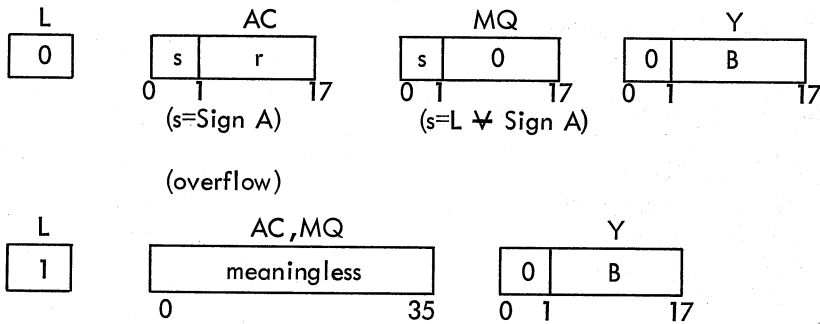 L AC MQ Y
0 s r s 0 0 B
0 1 17 0 1 17 0 1 17
(s=Sign A) (s=L ⊻ Sign A)
(overflow)
L AC,MQ Y
1 meaningless 0 B
0 35 0 1 17